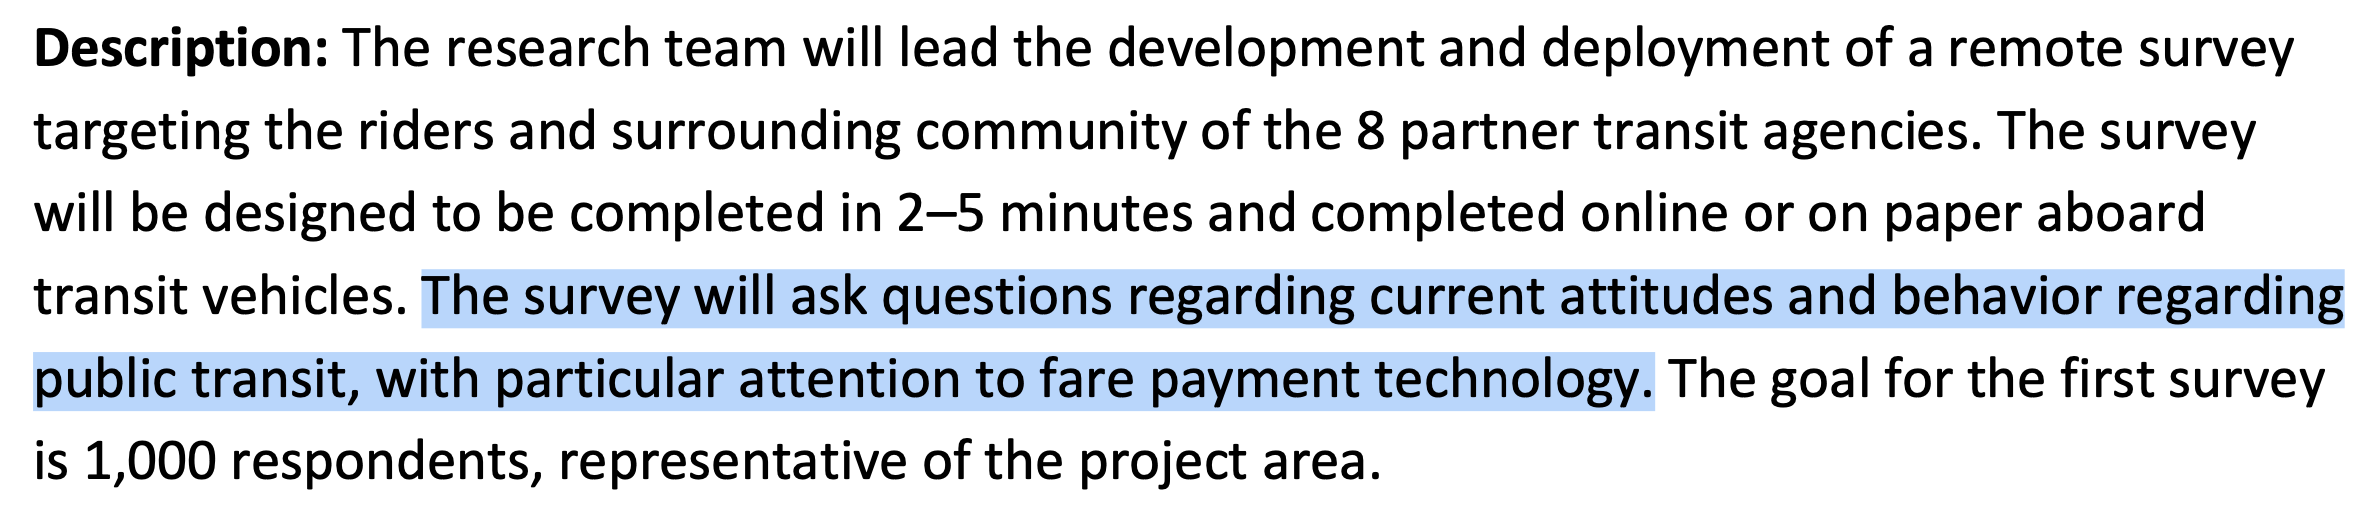 Description: The research team will lead the development and deployment of a remote survey
targeting the riders and surrounding community of the 8 partner transit agencies. The survey
will be designed to be completed in 2–5 minutes and completed online or on paper aboard
transit vehicles. The survey will ask questions regarding current attitudes and behavior regarding
public transit, with particular attention to fare payment technology. The goal for the first survey
is 1,000 respondents, representative of the project area.